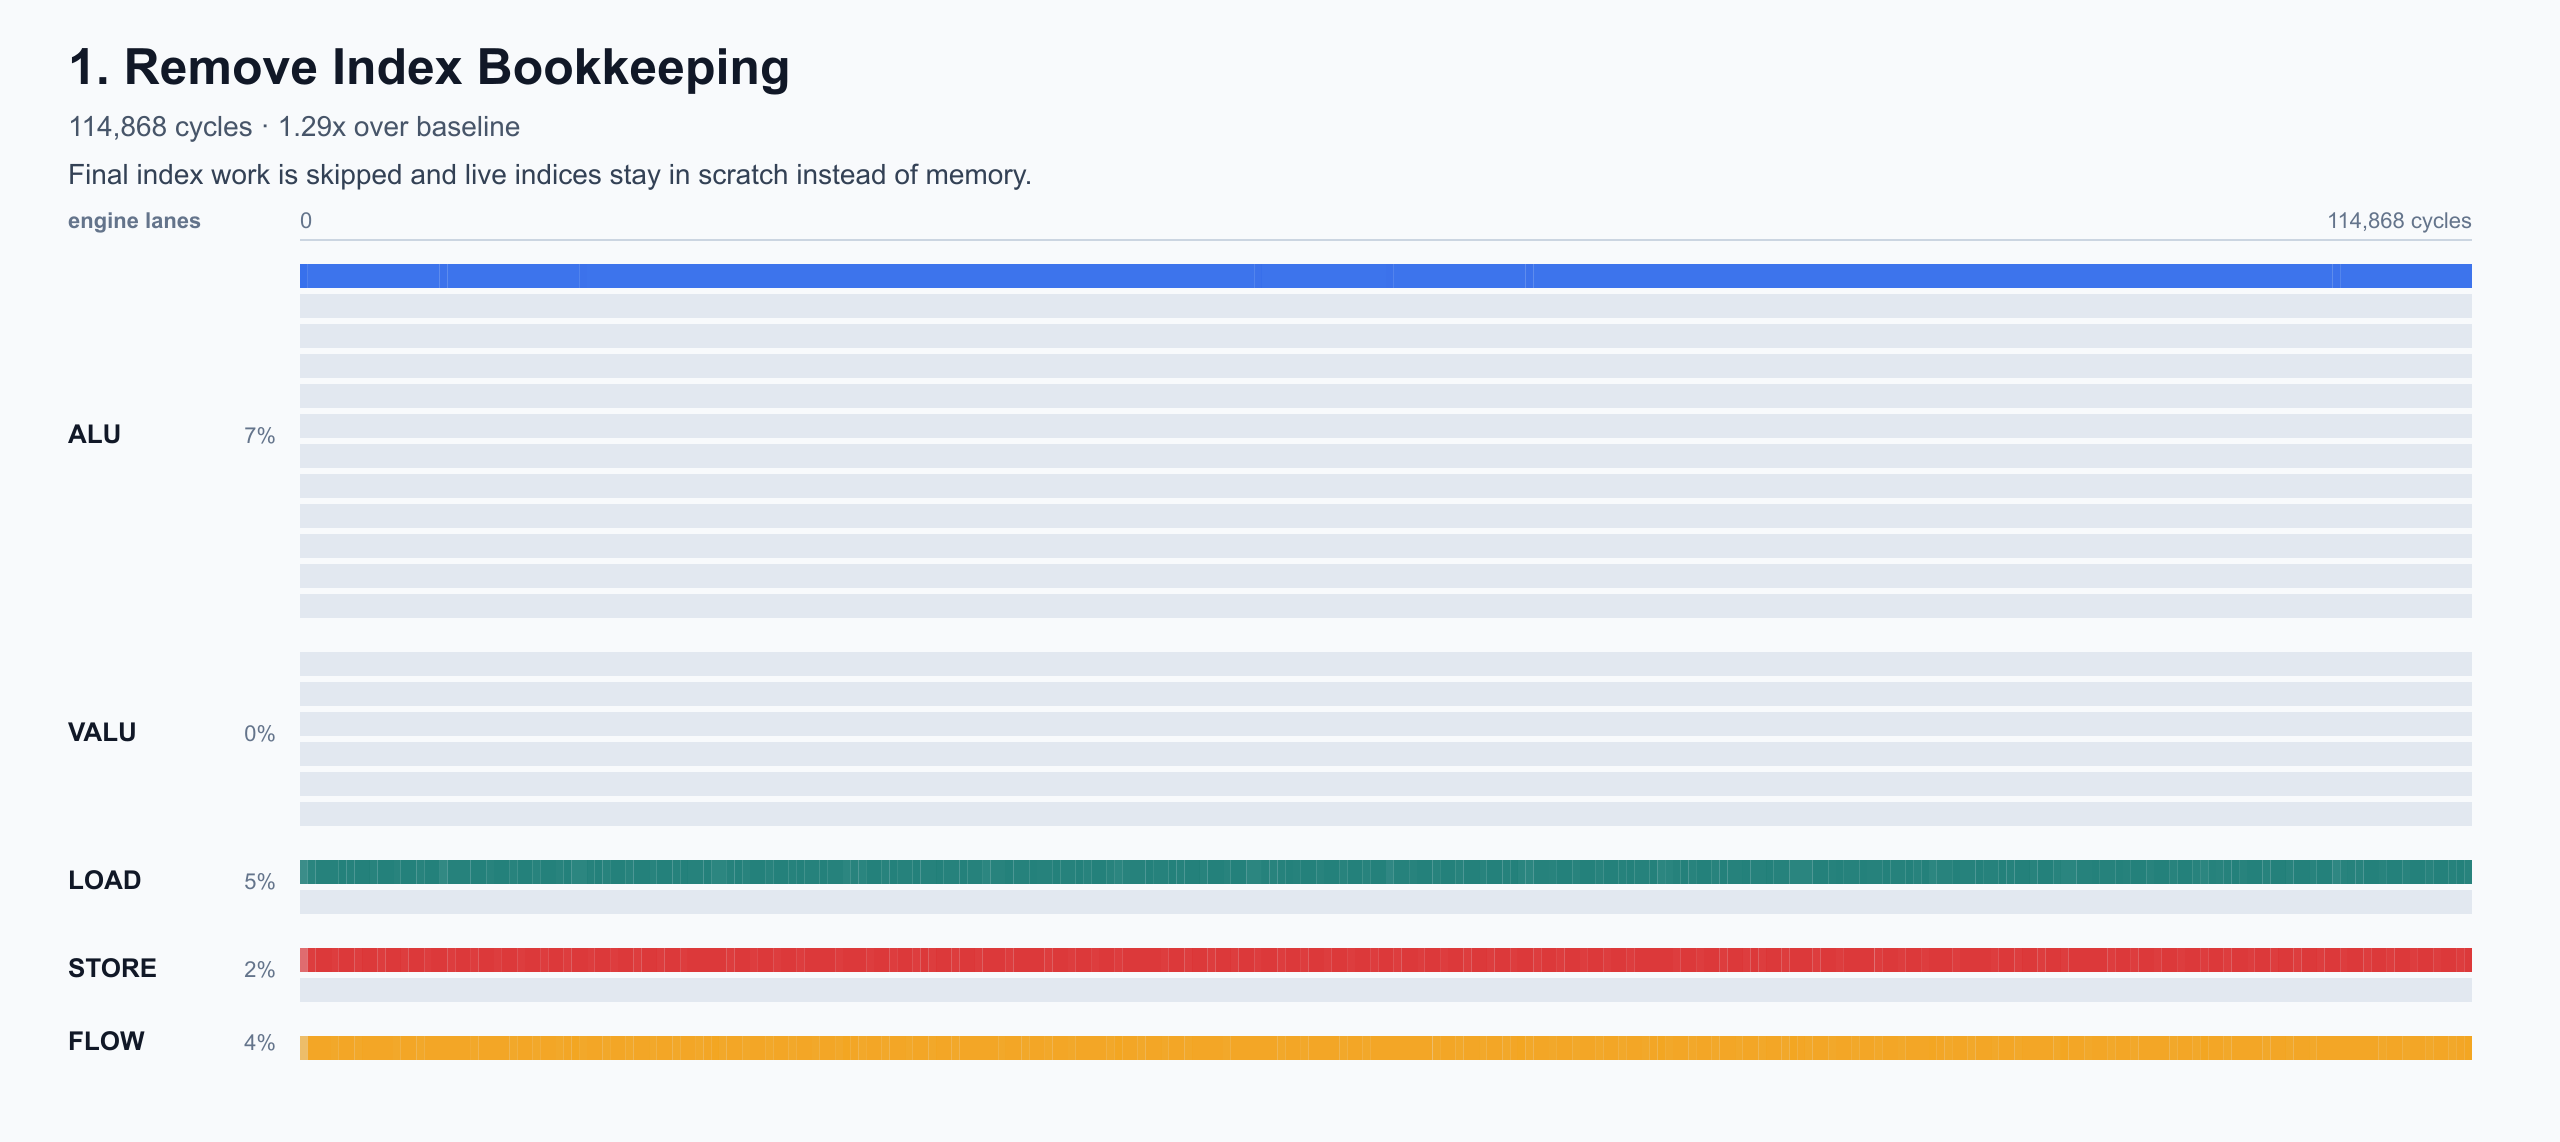 1. Remove Index Bookkeeping
114,868 cycles · 1.29x over baseline
Final index work is skipped and live indices stay in scratch instead of memory.
engine lanes 0 114,868 cycles
ALU 7%
VALU 0%
LOAD 5%
STORE 2%
FLOW 4%